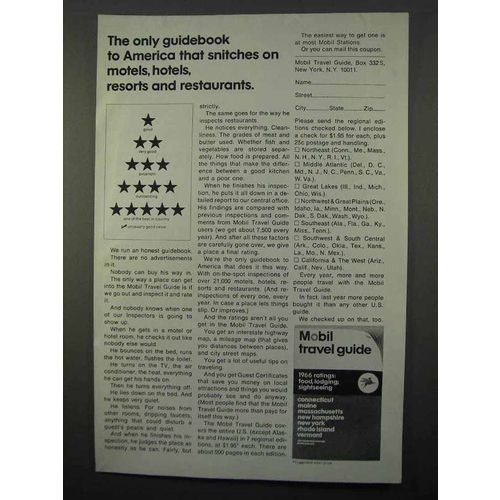 The only guidebook
to America that snitches on
motels, hotels,
resorts and restaurants.
good
very good
excellent
outstanding
one of the best in country
unusually good value
We run an honest guidebook.
There are no advertisements
in it.
Nobody can buy his way in.
The only way a place can get
into the Mobil Travel Guide is if
we go out and inspect it and rate
it.
And nobody knows when one
of our inspectors is going to
show up.
When he gets in a motel or
hotel room, he checks it out like
nobody else would.
He bounces on the bed, runs
the hot water, flushes the toilet.
He turns on the TV, the air
conditioner, the heat, everything
he can get his hands on.
Then he turns everything off.
He lies down on the bed. And
he keeps very quiet.
He listens. For noises from
other rooms, dripping faucets,
anything that could disturb a
guest's peace and quiet.
And when he finishes his in-
spection, he judges the place as
honestly as he can. Fairly, but
strictly.
The same goes for the way he
inspects restaurants.
He notices everything. Clean-
liness. The grades of meat and
butter used. Whether fish and
vegetables are stored separ-
ately. How food is prepared. All
the things that make the differ-
ence between a good kitchen
and a poor one.
When he finishes his inspec-
tion, he puts it all down in a de-
tailed report to our central office.
His findings are compared with
previous inspections and com-
ments from Mobil Travel Guide
users (we get about 7,500 every
year). And after all these factors
are carefully gone over, we give
a place a final rating.
We're the only guidebook to
America that does it this way.
With on-the-spot inspections of
over 21,000 motels, hotels, re-
sorts and restaurants. (And re-
inspections of every one, every
year. In case a place lets things
slip. Or improves.)
And the ratings aren't all you
get in the Mobil Travel Guide.
You get an interstate highway
map, a mileage map (that gives
you distances between places),
and city street maps.
You get a lot of useful tips on
traveling.
And you get Guest Certificates
that save you money on local
attractions and things you would
probably see and do anyway.
(Most people find that the Mobil
Travel Guide more than pays for
itself this way.)
The Mobil Travel Guide cov-
ers the entire U.S. (except Alas-
ka and Hawaii) in 7 regional edi-
tions, at $1.95* each. There are
about 300 pages in each edition.
The easiest way to get one is
at most Mobil Stations.
Or you can mail this coupon.
Mobil Travel Guide, Box 332S,
New York, N.Y. 10011.
Name
Street
City State Zip
Please send the regional edi-
tions checked below. I enclose
a check for $1.95 for each, plus
25¢ postage and handling.
Northeast (Conn., Me., Mass.,
N. H., N. Y., R. I., Vt.).
Middle Atlantic (Del., D. C.,
Md., N. J., N. C., Penn., S. C., Va.,
W. Va.).
Great Lakes (Ill., Ind., Mich.,
Ohio, Wis.).
Northwest & Great Plains (Ore.,
Idaho, Ia., Minn., Mont., Neb., N.
Dak., S. Dak., Wash., Wyo.).
Southeast (Ala., Fla., Ga., Ky.,
Miss., Tenn.).
Southwest & South Central
(Ark., Colo., Okla., Tex., Kans.,
La., Mo., N. Mex.).
California & The West (Ariz.,
Calif., Nev., Utah).
Every year, more and more
people travel with the Mobil
Travel Guide.
In fact, last year more people
bought it than any other U.S.
guide.
We checked up on that, too.
Mobil
travel guide
1966 ratings:
food, lodging,
sightseeing
connecticut
maine
massachusetts
new hampshire
new york
rhode island
vermont